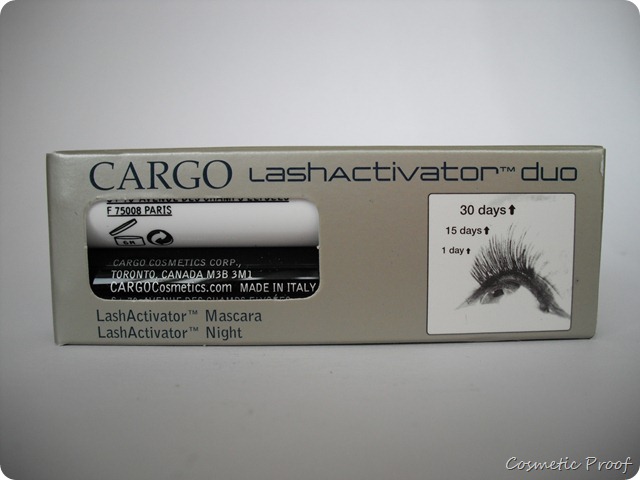 CARGO LashActivator™ duo
F 75008 PARIS
6 M
CARGO COSMETICS CORP.,
TORONTO, CANADA M3B 3M1
CARGOCosmetics.com MADE IN ITALY
LashActivator™ Mascara
LashActivator™ Night
30 days
15 days
1 day
Cosmetic Proof